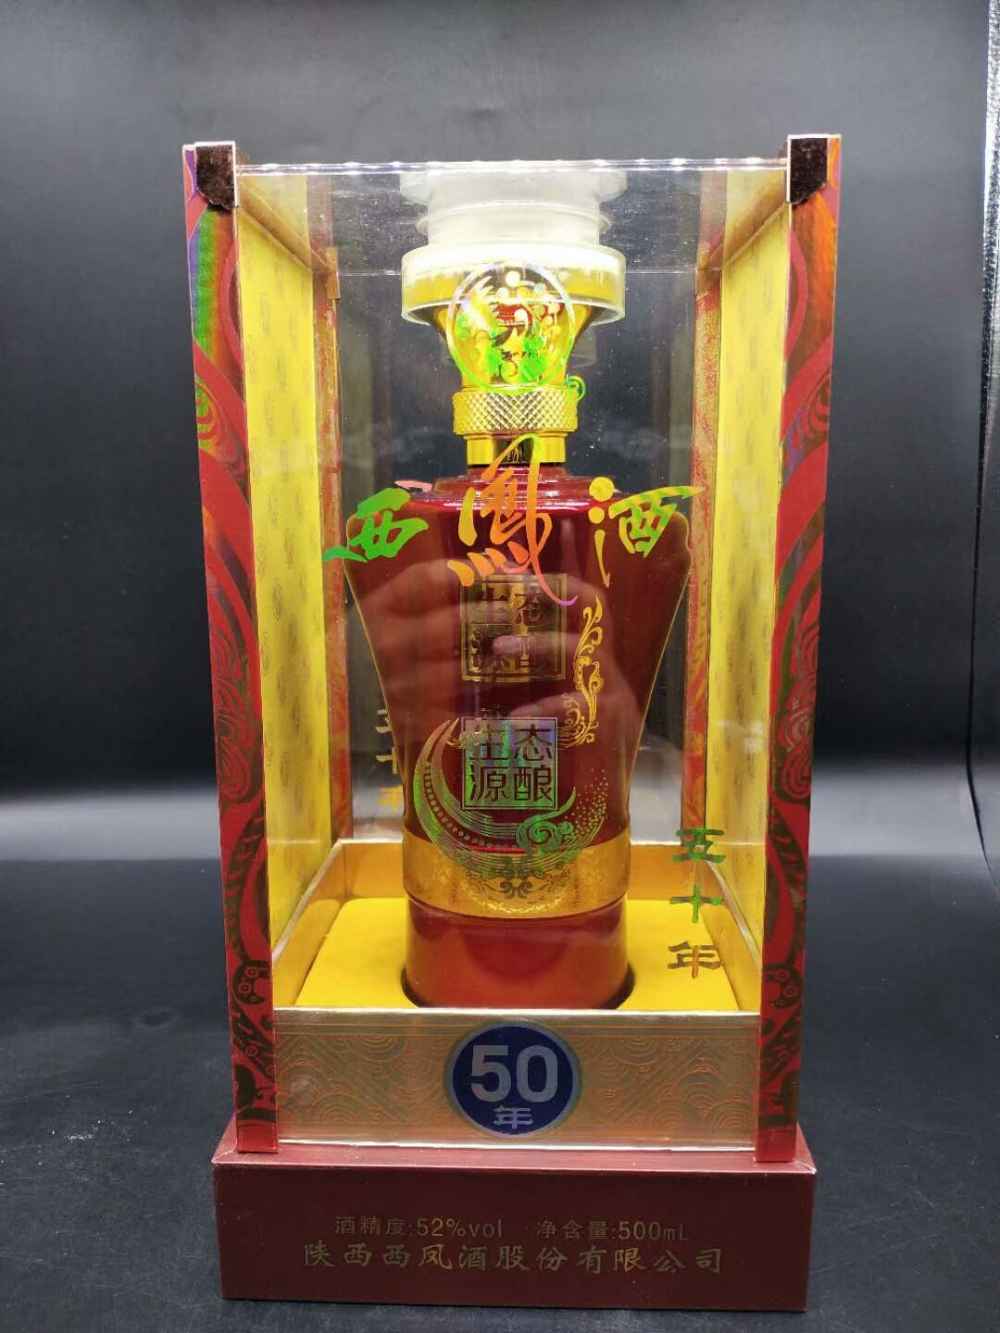 西鳳酒
生态
源酿
五十年
50
年
酒精度:52%vol 净含量:500mL
陕西西凤酒股份有限公司